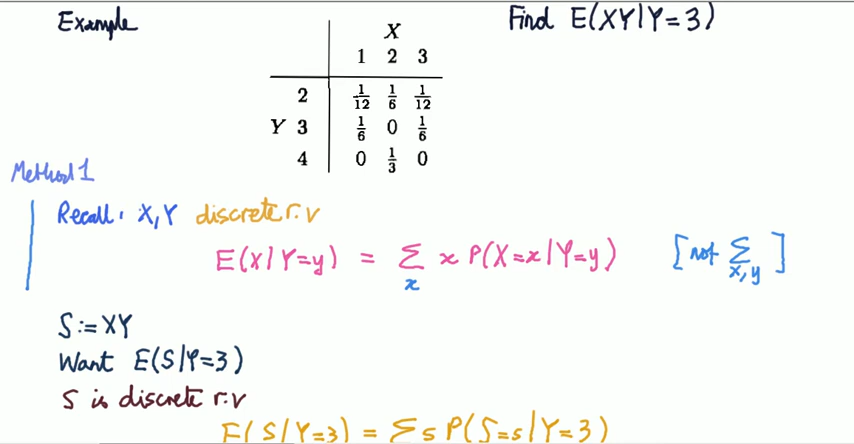 Example
Find E(XY|Y=3)
X
1 2 3
2 1/12 1/6 1/12
Y 3 1/6 0 1/6
4 0 1/3 0
Method 1
Recall: X,Y discrete r.v
E(X|Y=y) = ∑ x P(X=x|Y=y) [not ∑ ]
x x,y
S:=XY
Want E(S|Y=3)
S is discrete r.v
E(S|Y=3) = ∑ s P(S=s|Y=3)